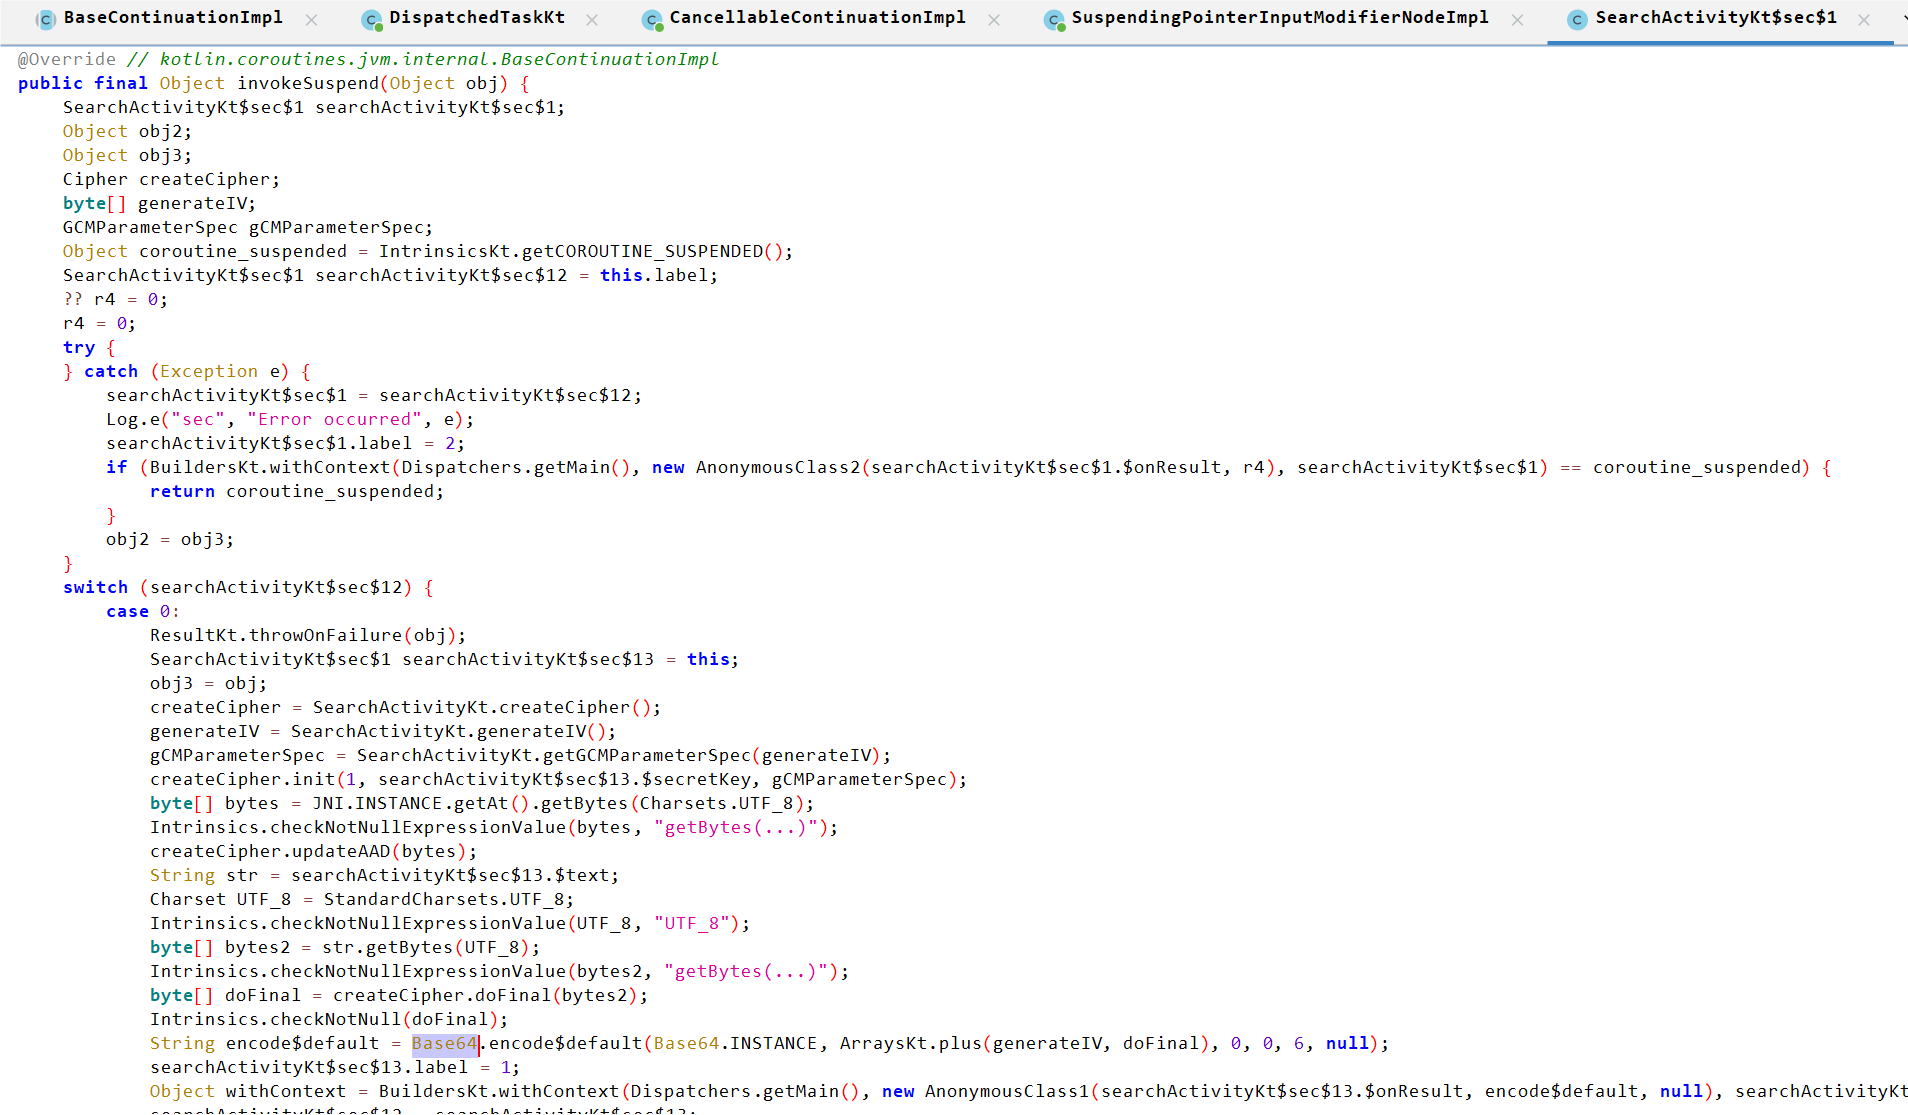 BaseContinuationImpl DispatchedTaskKt CancellableContinuationImpl SuspendingPointerInputModifierNodeImpl SearchActivityKt$sec$1
@Override // kotlin.coroutines.jvm.internal.BaseContinuationImpl
public final Object invokeSuspend(Object obj) {
    SearchActivityKt$sec$1 searchActivityKt$sec$1;
    Object obj2;
    Object obj3;
    Cipher createCipher;
    byte[] generateIV;
    GCMParameterSpec gCMParameterSpec;
    Object coroutine_suspended = IntrinsicsKt.getCOROUTINE_SUSPENDED();
    SearchActivityKt$sec$1 searchActivityKt$sec$12 = this.label;
    ?? r4 = 0;
    r4 = 0;
    try {
    } catch (Exception e) {
        searchActivityKt$sec$1 = searchActivityKt$sec$12;
        Log.e("sec", "Error occurred", e);
        searchActivityKt$sec$1.label = 2;
        if (BuildersKt.withContext(Dispatchers.getMain(), new AnonymousClass2(searchActivityKt$sec$1.$onResult, r4), searchActivityKt$sec$1) == coroutine_suspended) {
            return coroutine_suspended;
        }
        obj2 = obj3;
    }
    switch (searchActivityKt$sec$12) {
        case 0:
            ResultKt.throwOnFailure(obj);
            SearchActivityKt$sec$1 searchActivityKt$sec$13 = this;
            obj3 = obj;
            createCipher = SearchActivityKt.createCipher();
            generateIV = SearchActivityKt.generateIV();
            gCMParameterSpec = SearchActivityKt.getGCMParameterSpec(generateIV);
            createCipher.init(1, searchActivityKt$sec$13.$secretKey, gCMParameterSpec);
            byte[] bytes = JNI.INSTANCE.getAt().getBytes(Charsets.UTF_8);
            Intrinsics.checkNotNullExpressionValue(bytes, "getBytes(...)");
            createCipher.updateAAD(bytes);
            String str = searchActivityKt$sec$13.$text;
            Charset UTF_8 = StandardCharsets.UTF_8;
            Intrinsics.checkNotNullExpressionValue(UTF_8, "UTF_8");
            byte[] bytes2 = str.getBytes(UTF_8);
            Intrinsics.checkNotNullExpressionValue(bytes2, "getBytes(...)");
            byte[] doFinal = createCipher.doFinal(bytes2);
            Intrinsics.checkNotNull(doFinal);
            String encode$default = Base64.encode$default(Base64.INSTANCE, ArraysKt.plus(generateIV, doFinal), 0, 0, 6, null);
            searchActivityKt$sec$13.label = 1;
            Object withContext = BuildersKt.withContext(Dispatchers.getMain(), new AnonymousClass1(searchActivityKt$sec$13.$onResult, encode$default, null), searchActivityKt